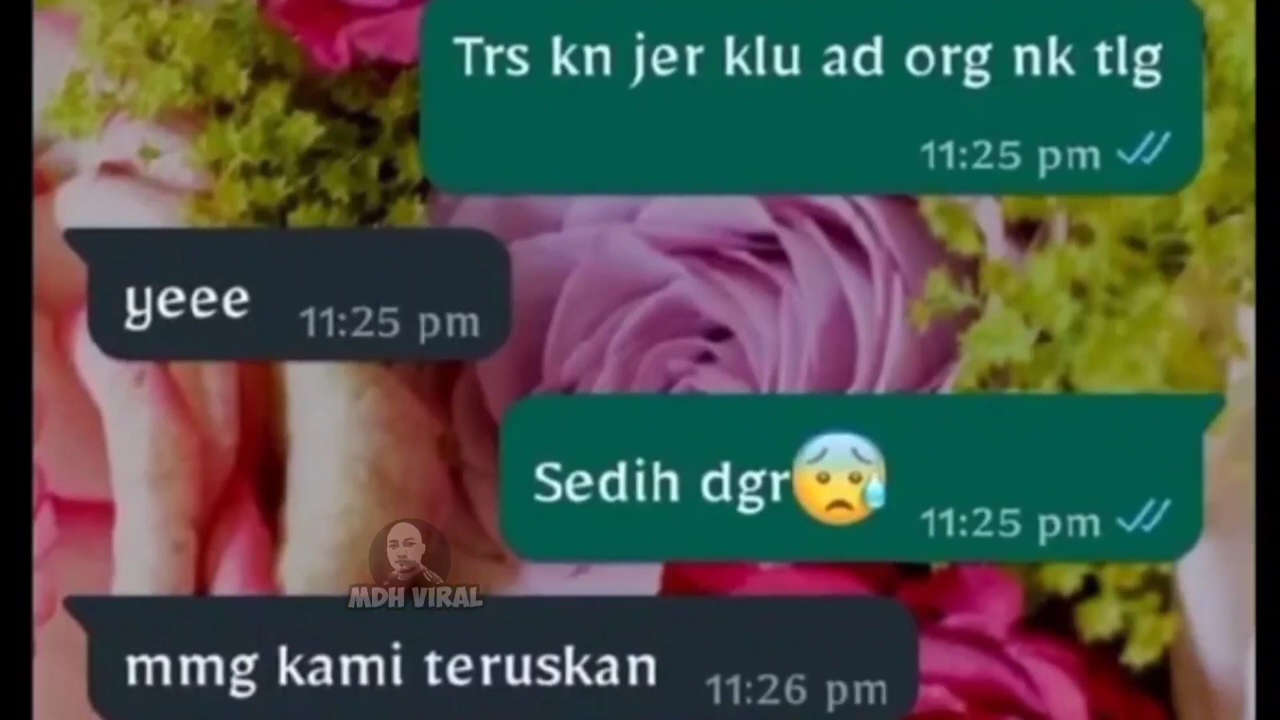 Trs kn jer klu ad org nk tlg
11:25 pm
yeee 11:25 pm
Sedih dgr😰 11:25 pm
MDH VIRAL
mmg kami teruskan 11:26 pm